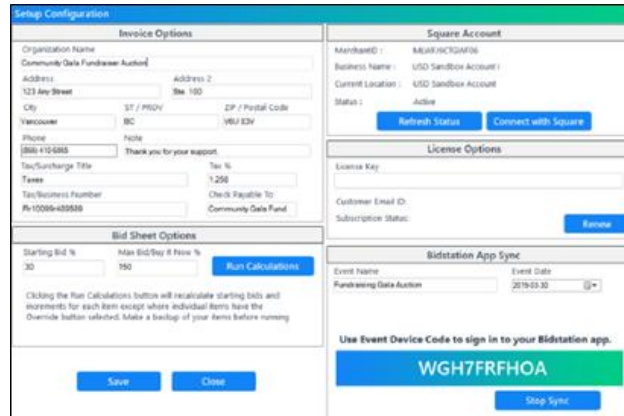 Setup Configuration
Invoice Options
Organization Name
Community Gala Fundraiser Auction
Address
Address 2
123 Any Street
Ste. 100
City
ST / PROV
ZIP / Postal Code
Vancouver
BC
Phone
Note
Thank you for your support.
Tax/Surcharge Title
Tax %
Taxes
1.250
Tax/Business Number
Check Payable To
Community Gala Fund
Bid Sheet Options
Starting Bid %
Max Bid/Buy It Now %
30
150
Run Calculations
Clicking the Run Calculations button will recalculate starting bids and
increments for each item except where individual items have the
Override button selected. Make a backup of your items before running
Save
Close
Square Account
MerchantID :
Business Name :
USD Sandbox Account
Current Location :
USD Sandbox Account
Status :
Active
Refresh Status
Connect with Square
License Options
License Key
Customer Email ID:
Subscription Status:
Renew
Bidstation App Sync
Event Name
Event Date
Fundraising Gala Auction
2019-03-30
Use Event Device Code to sign in to your Bidstation app.
WGH7FRFHOA
Stop Sync